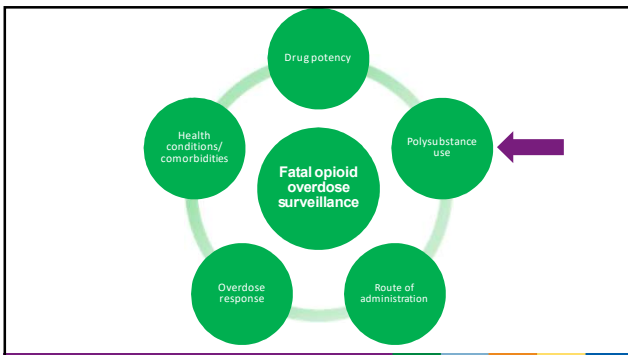 Drug potency
Health
conditions/
comorbidities
Polysubstance
use
Fatal opioid
overdose
surveillance
Overdose
response
Route of
administration